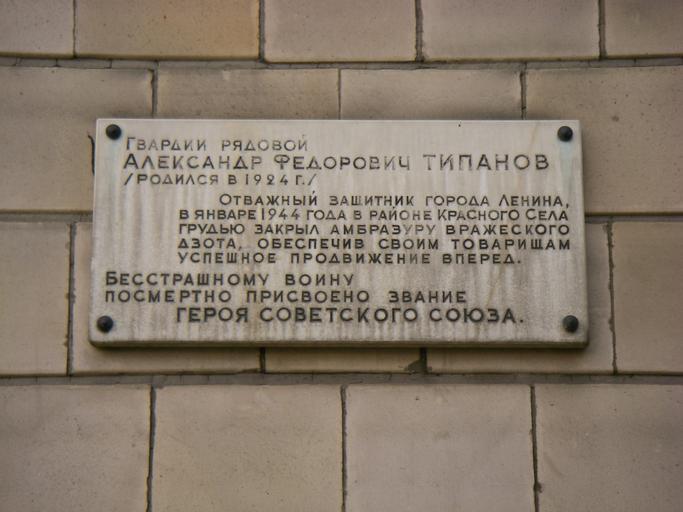 Гвардии рядовой
Александр Федорович ТИПАНОВ
/родился в 1924 г./
Отважный защитник города Ленина,
в январе 1944 года в районе Красного Села
грудью закрыл амбразуру вражеского
дзота, обеспечив своим товарищам
успешное продвижение вперед.
Бесстрашному воину
посмертно присвоено звание
Героя Советского Союза.